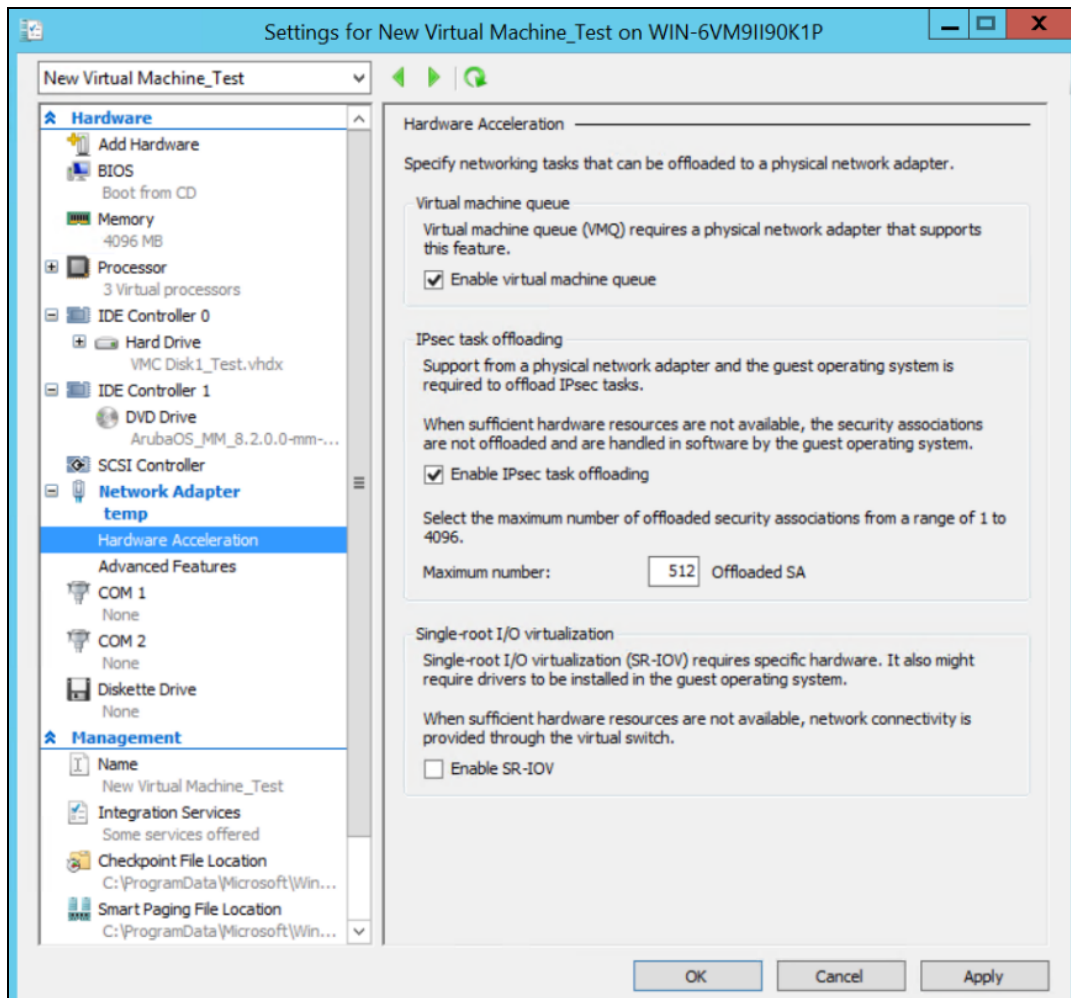 Settings for New Virtual Machine_Test on WIN-6VM9II90K1P
X
New Virtual Machine_Test
Hardware
Add Hardware
BIOS
Boot from CD
Memory
4096 MB
Processor
3 Virtual processors
IDE Controller 0
Hard Drive
VMC Disk1_Test.vhdx
IDE Controller 1
DVD Drive
ArubaOS_MM_8.2.0.0-mm-...
SCSI Controller
Network Adapter
temp
Hardware Acceleration
Advanced Features
COM 1
None
COM 2
None
Diskette Drive
None
Management
Name
New Virtual Machine_Test
Integration Services
Some services offered
Checkpoint File Location
C:\ProgramData\Microsoft\Win...
Smart Paging File Location
C:\ProgramData\Microsoft\Win...
Hardware Acceleration
Specify networking tasks that can be offloaded to a physical network adapter.
Virtual machine queue
Virtual machine queue (VMQ) requires a physical network adapter that supports
this feature.
Enable virtual machine queue
IPsec task offloading
Support from a physical network adapter and the guest operating system is
required to offload IPsec tasks.
When sufficient hardware resources are not available, the security associations
are not offloaded and are handled in software by the guest operating system.
Enable IPsec task offloading
Select the maximum number of offloaded security associations from a range of 1 to
4096.
Maximum number: 512 Offloaded SA
Single-root I/O virtualization
Single-root I/O virtualization (SR-IOV) requires specific hardware. It also might
require drivers to be installed in the guest operating system.
When sufficient hardware resources are not available, network connectivity is
provided through the virtual switch.
Enable SR-IOV
OK Cancel Apply